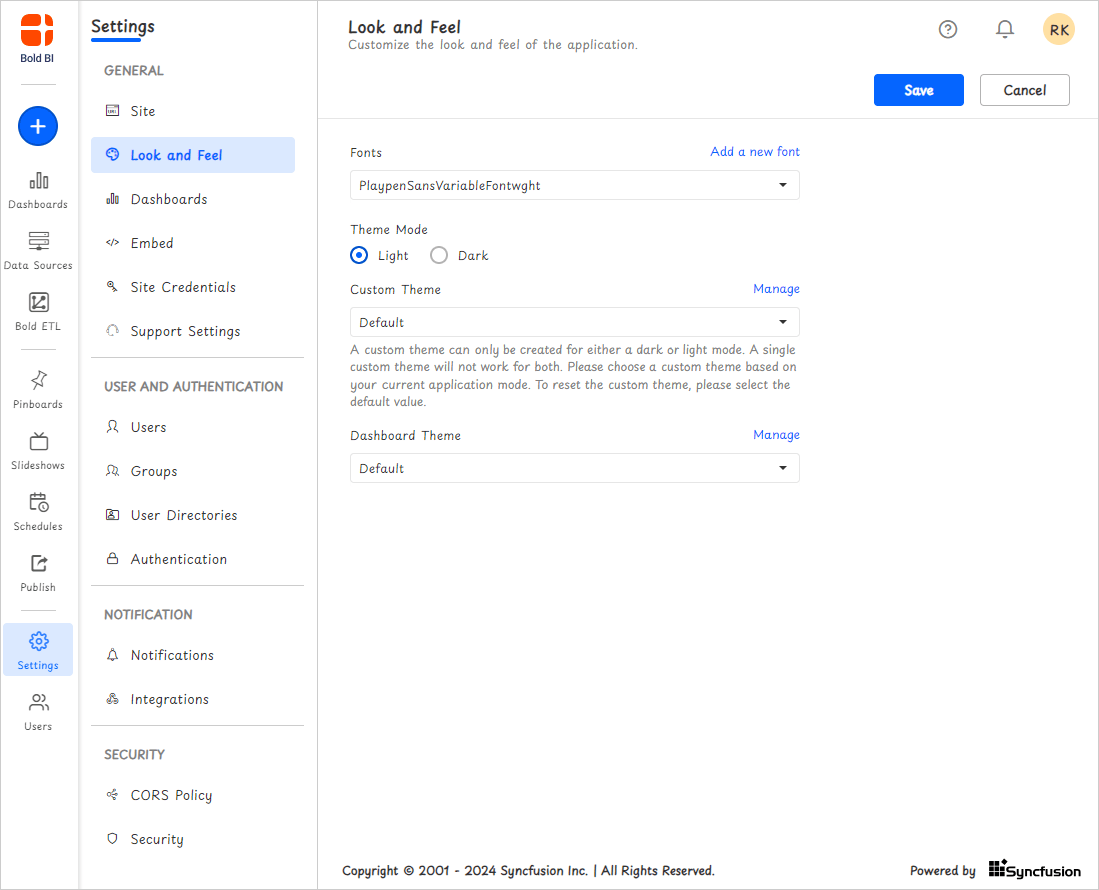 Bold BI
Dashboards
Data Sources
Bold ETL
Pinboards
Slideshows
Schedules
Publish
Settings
Users
Settings
GENERAL
Site
Look and Feel
Dashboards
Embed
Site Credentials
Support Settings
USER AND AUTHENTICATION
Users
Groups
User Directories
Authentication
NOTIFICATION
Notifications
Integrations
SECURITY
CORS Policy
Security
Look and Feel
Customize the look and feel of the application.
RK
Save Cancel
Fonts Add a new font
PlaypenSansVariableFontwght
Theme Mode
Light Dark
Custom Theme Manage
Default
A custom theme can only be created for either a dark or light mode. A single
custom theme will not work for both. Please choose a custom theme based on
your current application mode. To reset the custom theme, please select the
default value.
Dashboard Theme Manage
Default
Copyright © 2001 - 2024 Syncfusion Inc. | All Rights Reserved.
Powered by Syncfusion